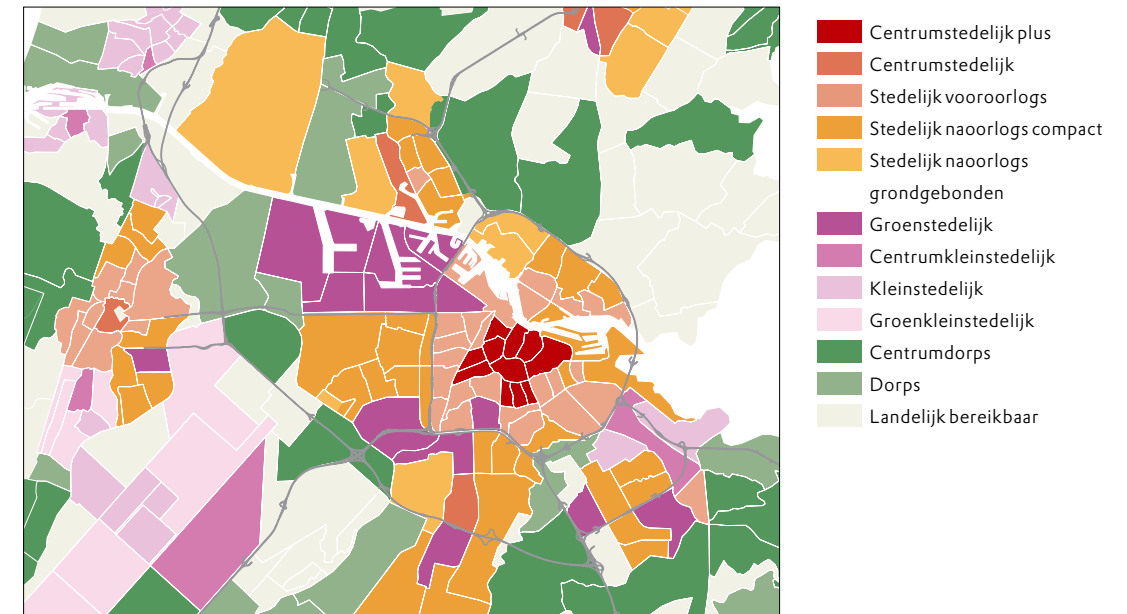 Centrumstedelijk plus
Centrumstedelijk
Stedelijk vooroorlogs
Stedelijk naoorlogs compact
Stedelijk naoorlogs
grondgebonden
Groenstedelijk
Centrumkleinstedelijk
Kleinstedelijk
Groenkleinstedelijk
Centrumdorps
Dorps
Landelijk bereikbaar